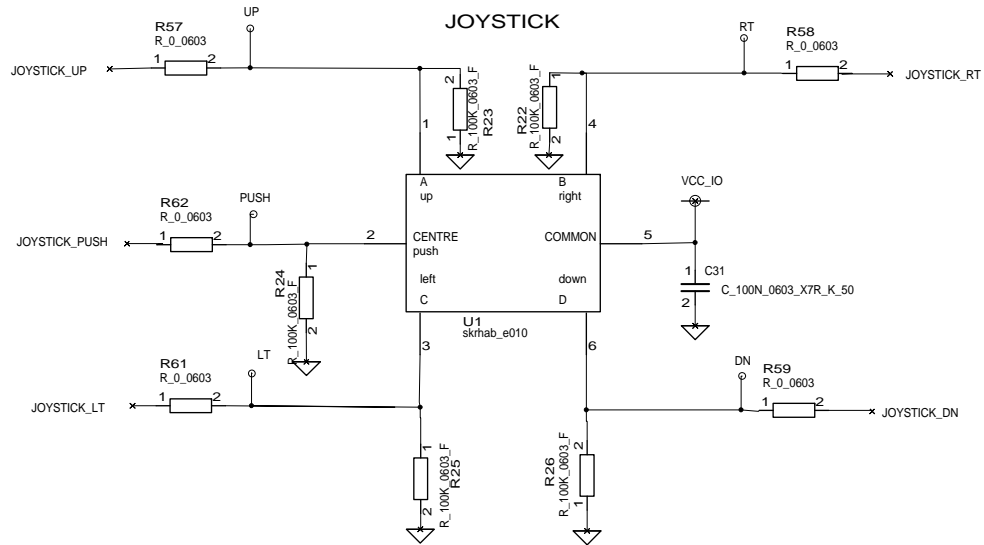 JOYSTICK
UP
R57
R_0_0603
1 2
JOYSTICK_UP
RT
R58
R_0_0603
1 2
JOYSTICK_RT
2
1
R_100K_0603_F
R23
1
2
R_100K_0603_F
R22
1
4
A
up
B
right
VCC_IO
PUSH
R62
R_0_0603
1 2
JOYSTICK_PUSH
2
CENTRE
push
COMMON
5
left
C
down
D
1
2
R_100K_0603_F
R24
1
2
C31
C_100N_0603_X7R_K_50
U1
skrhab_e010
3
6
LT
R61
R_0_0603
1 2
JOYSTICK_LT
DN
R59
R_0_0603
1 2
JOYSTICK_DN
1
2
R_100K_0603_F
R25
2
1
R_100K_0603_F
R26